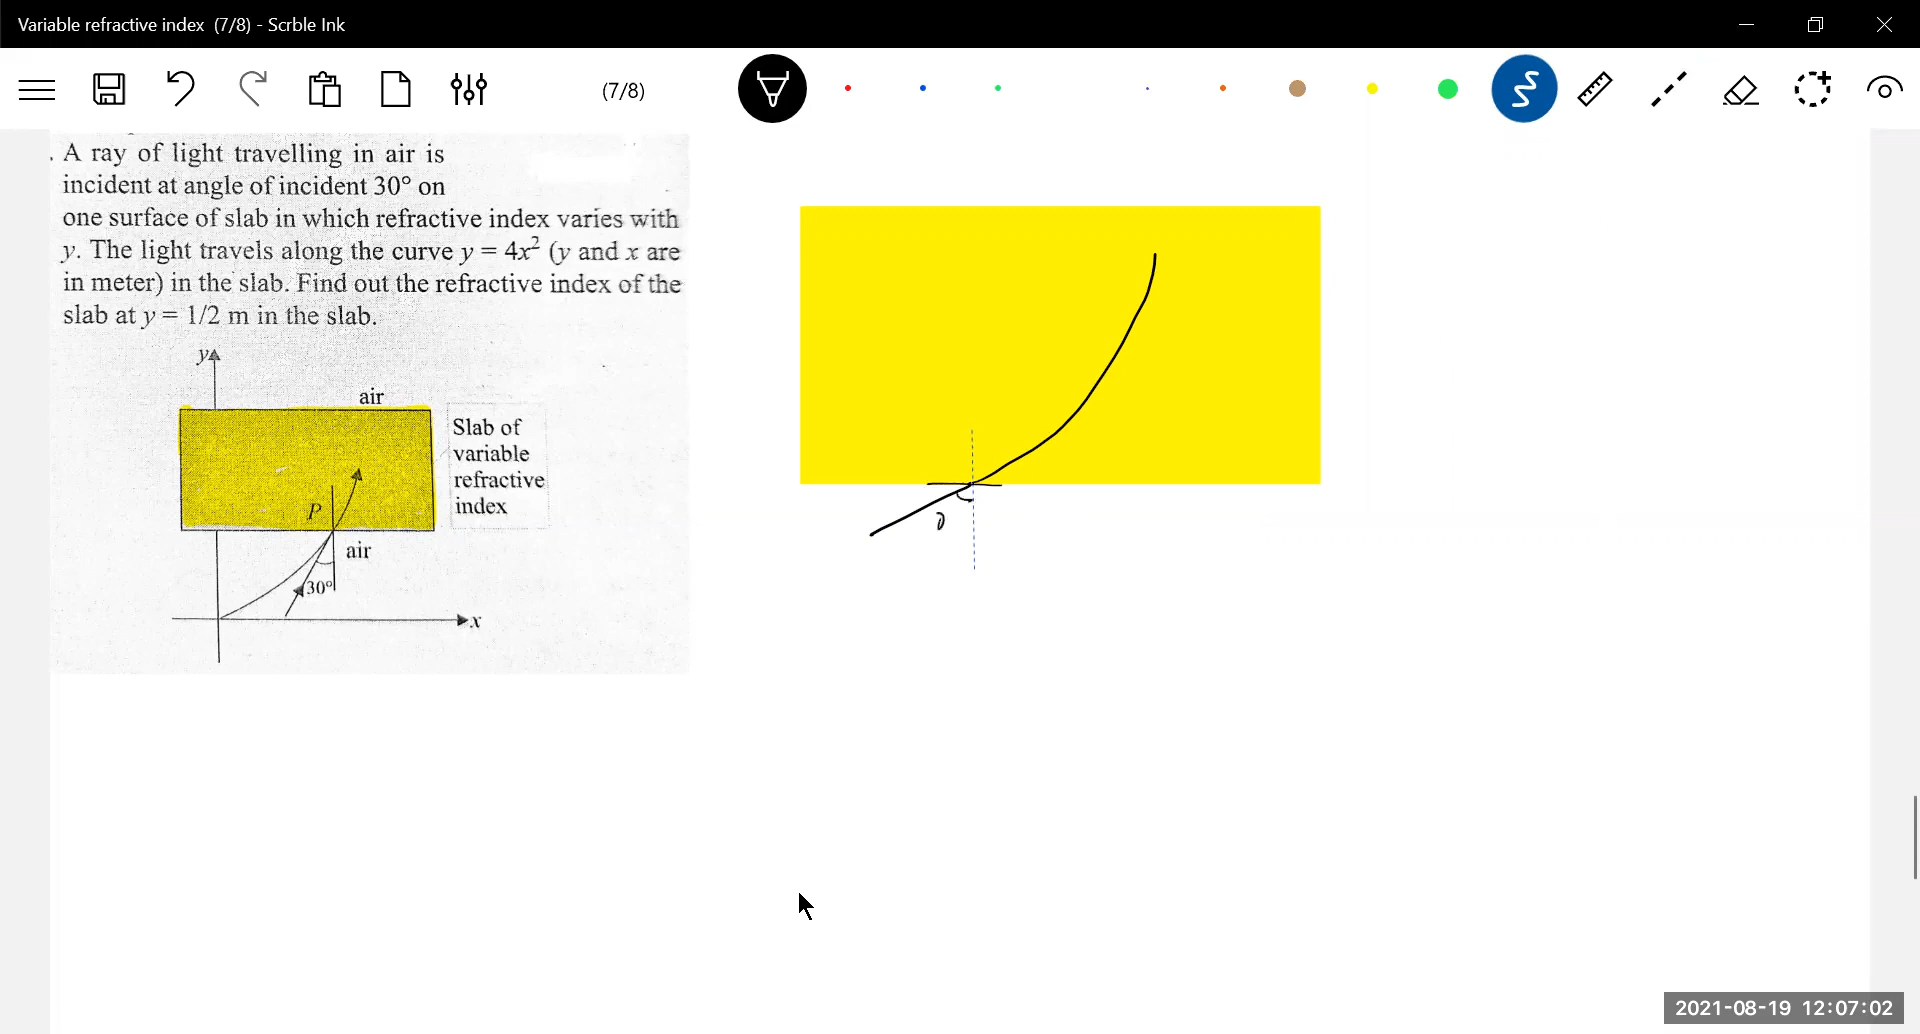 Variable refractive index (7/8) - Scrble Ink
(7/8)
. A ray of light travelling in air is
incident at angle of incident 30° on
one surface of slab in which refractive index varies with
y. The light travels along the curve y = 4x² (y and x are
in meter) in the slab. Find out the refractive index of the
slab at y = 1/2 m in the slab.
y
air
Slab of
variable
refractive
index
P
air
30°
x
2021-08-19 12:07:02